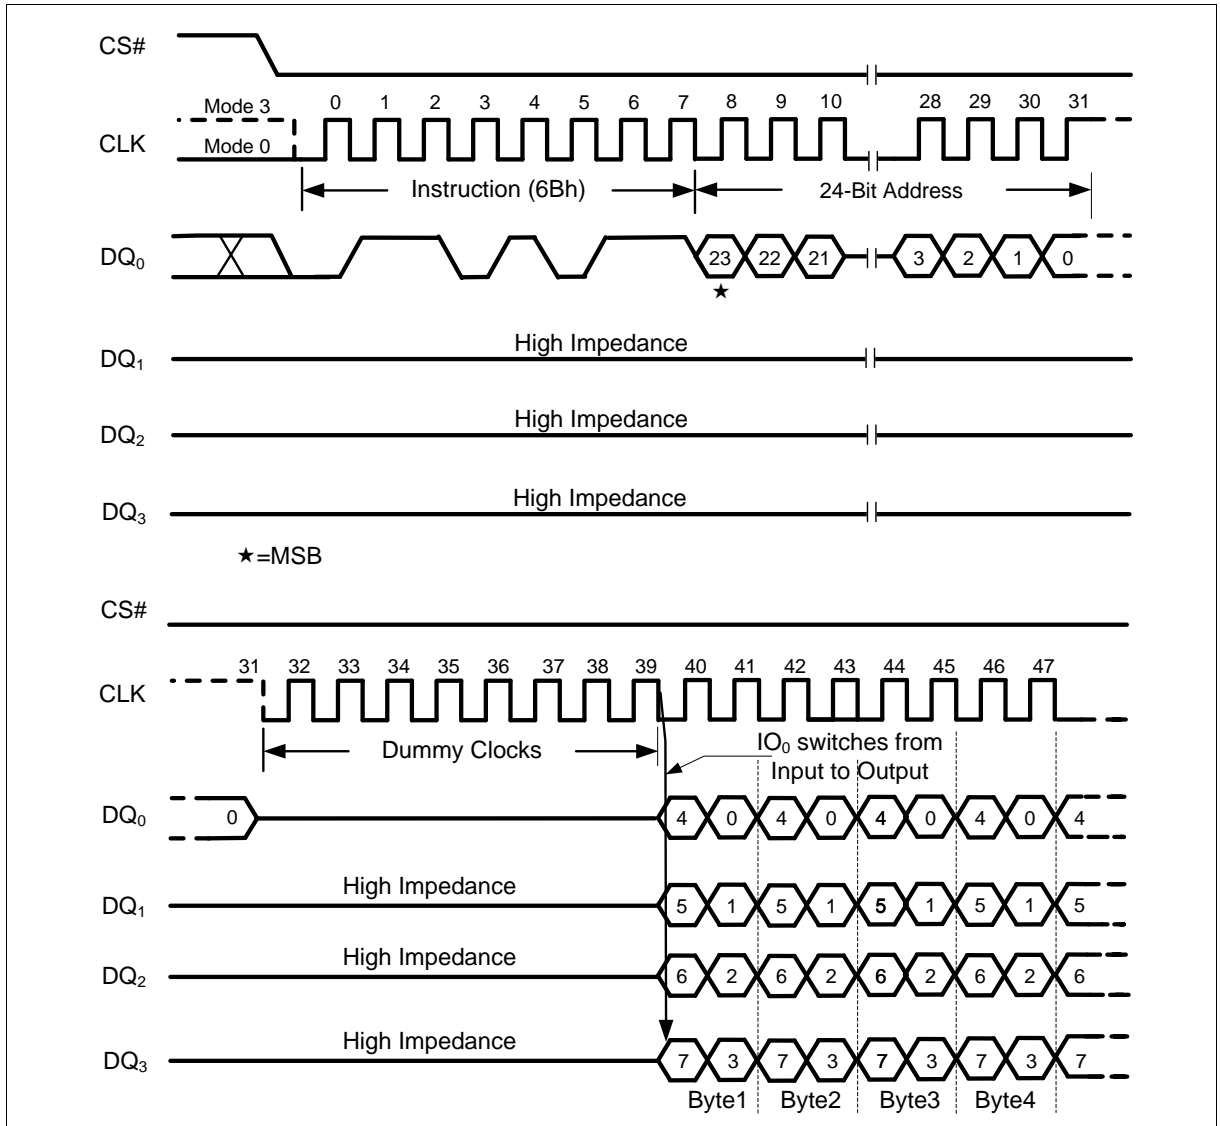 CS#
Mode 3 0 1 2 3 4 5 6 7 8 9 10 28 29 30 31
CLK Mode 0
Instruction (6Bh) 24-Bit Address
DQ0 23 22 21 3 2 1 0
★
High Impedance
DQ1
High Impedance
DQ2
High Impedance
DQ3
★=MSB
CS#
31 32 33 34 35 36 37 38 39 40 41 42 43 44 45 46 47
CLK
Dummy Clocks
IO0 switches from
Input to Output
DQ0 0 4 0 4 0 4 0 4 0 4
High Impedance
DQ1 5 1 5 1 5 1 5 1 5
High Impedance
DQ2 6 2 6 2 6 2 6 2 6
High Impedance
DQ3 7 3 7 3 7 3 7 3 7
Byte1 Byte2 Byte3 Byte4